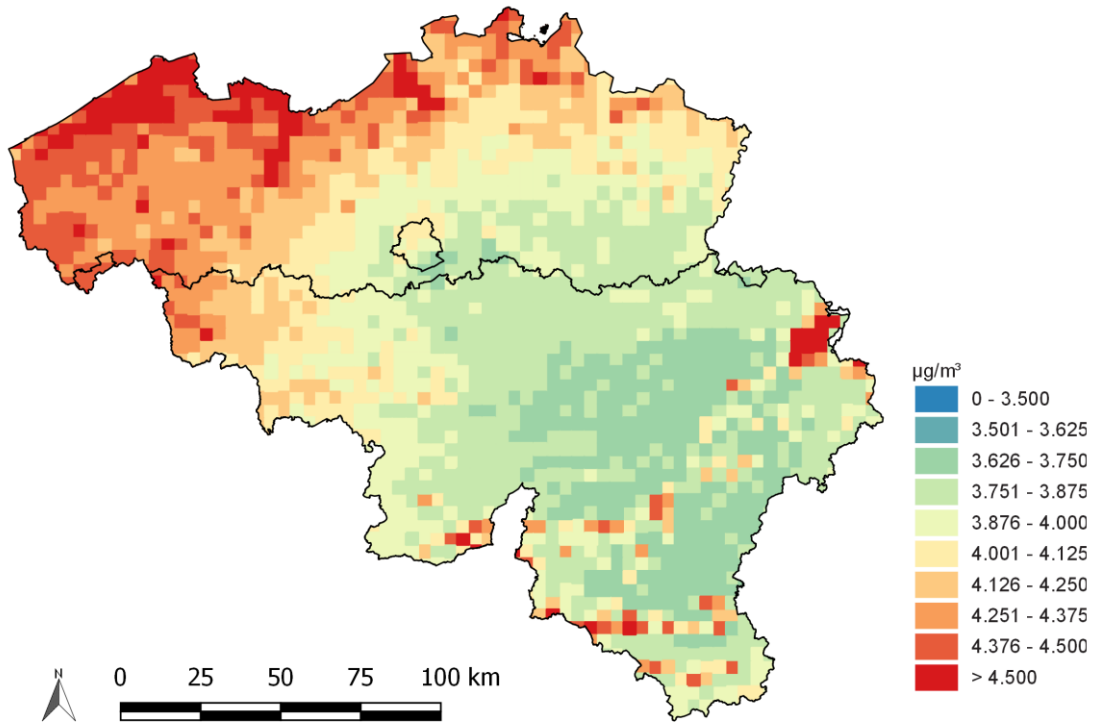 µg/m³
0 - 3.500
3.501 - 3.625
3.626 - 3.750
3.751 - 3.875
3.876 - 4.000
4.001 - 4.125
4.126 - 4.250
4.251 - 4.375
4.376 - 4.500
> 4.500
N
0 25 50 75 100 km